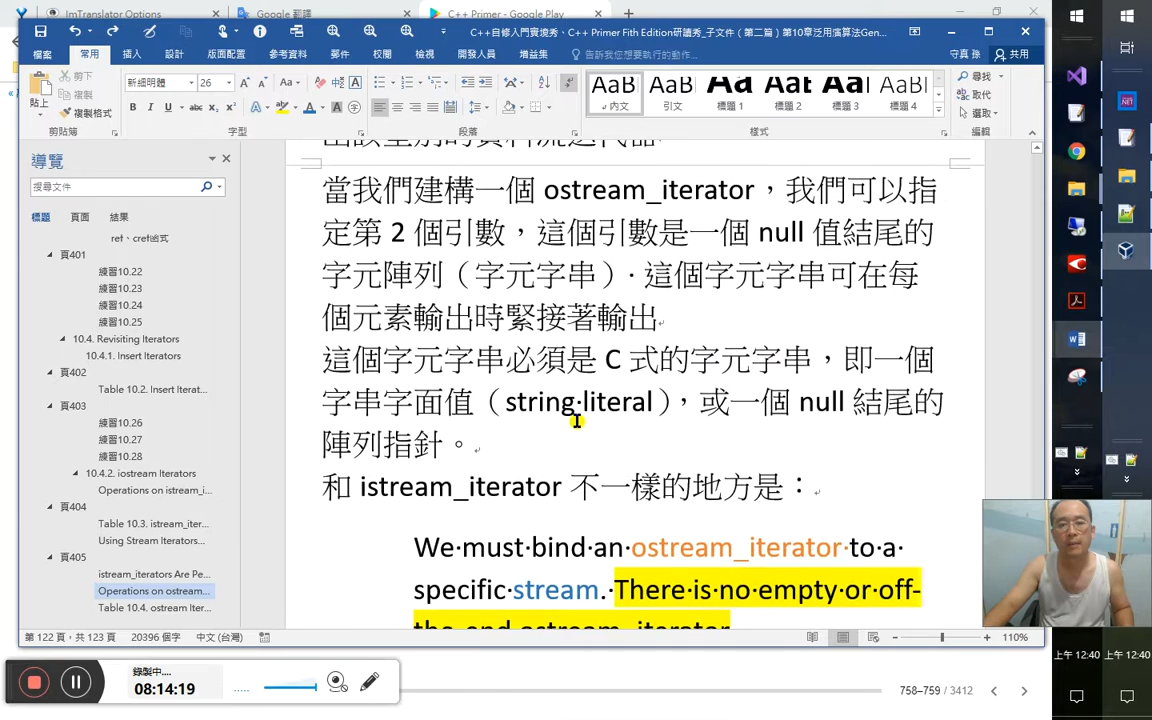 ImTranslator Options
Google 翻譯
C++ Primer - Google Play
C++自修入門實境秀、C++ Primer Fith Edition研讀秀_子文件（第二篇）第10章泛用演算法Gen...
檔案 常用 插入 設計 版面配置 參考資料 郵件 校閱 檢視 開發人員 增益集 告訴我您想要執行的動作... 守真 孫 共用
貼上 剪下 複製 複製格式
新細明體 26
AaB 內文 AaB 引文 Aa 標題 1 Aat 標題 2 AaB 標題 3 AaBl 標題 4
尋找 取代 選取
剪貼簿 字型 段落 樣式 編輯
導覽
搜尋文件
標題 頁面 結果
ref、cref函式
頁401
練習10.22
練習10.23
練習10.24
練習10.25
10.4. Revisiting Iterators
10.4.1. Insert Iterators
頁402
Table 10.2. Insert Iterat...
頁403
練習10.26
練習10.27
練習10.28
10.4.2. iostream Iterators
Operations on istream_i...
頁404
Table 10.3. istream_iter...
Using Stream Iterators...
頁405
istream_iterators Are Pe...
Operations on ostream...
Table 10.4. ostream Iter...
當我們建構一個 ostream_iterator，我們可以指
定第 2 個引數，這個引數是一個 null 值結尾的
字元陣列（字元字串）·這個字元字串可在每
個元素輸出時緊接著輸出
這個字元字串必須是 C 式的字元字串，即一個
字串字面值（string·literal），或一個 null 結尾的
陣列指針。
和 istream_iterator 不一樣的地方是：
We·must·bind·an·ostream_iterator·to·a·
specific·stream.·There·is·no·empty·or·off-
the-end ostream_iterator
第 122 頁，共 123 頁 20396 個字 中文 (台灣) 110%
錄製中....
08:14:19
758–759 / 3412
上午 12:40 上午 12:40